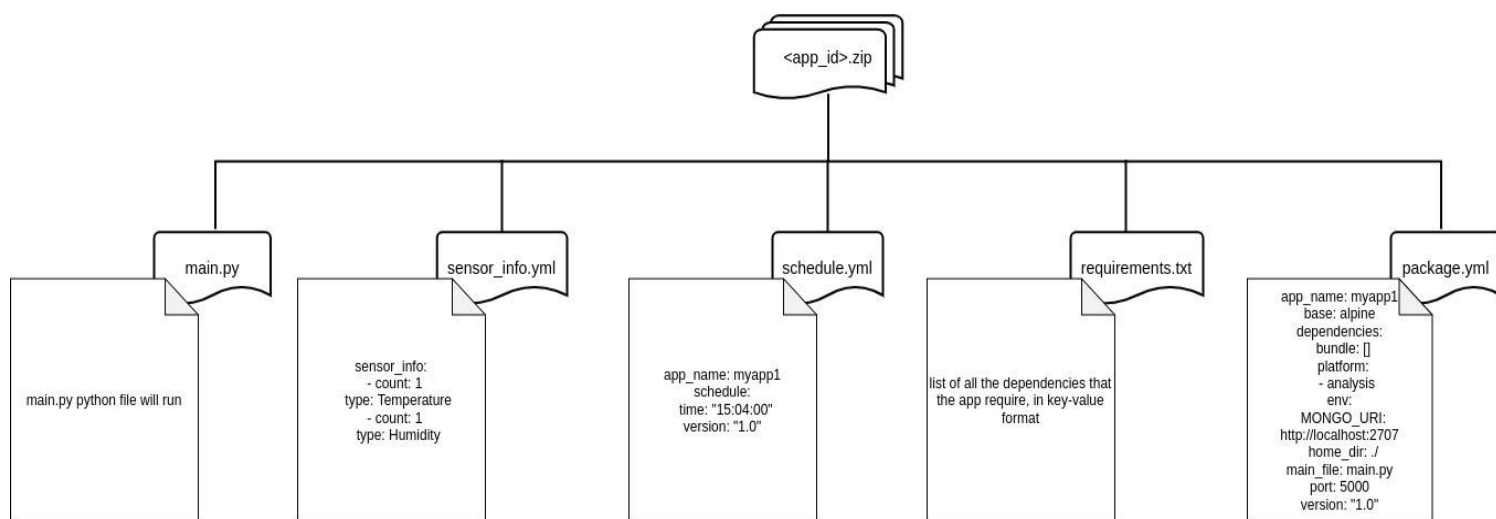 <app_id>.zip
main.py
sensor_info.yml
schedule.yml
requirements.txt
package.yml
main.py python file will run
sensor_info:
- count: 1
type: Temperature
- count: 1
type: Humidity
app_name: myapp1
schedule:
time: "15:04:00"
version: "1.0"
list of all the dependencies that
the app require, in key-value
format
app_name: myapp1
base: alpine
dependencies:
bundle: []
platform:
- analysis
env:
MONGO_URI:
http://localhost:2707
home_dir: ./
main_file: main.py
port: 5000
version: "1.0"